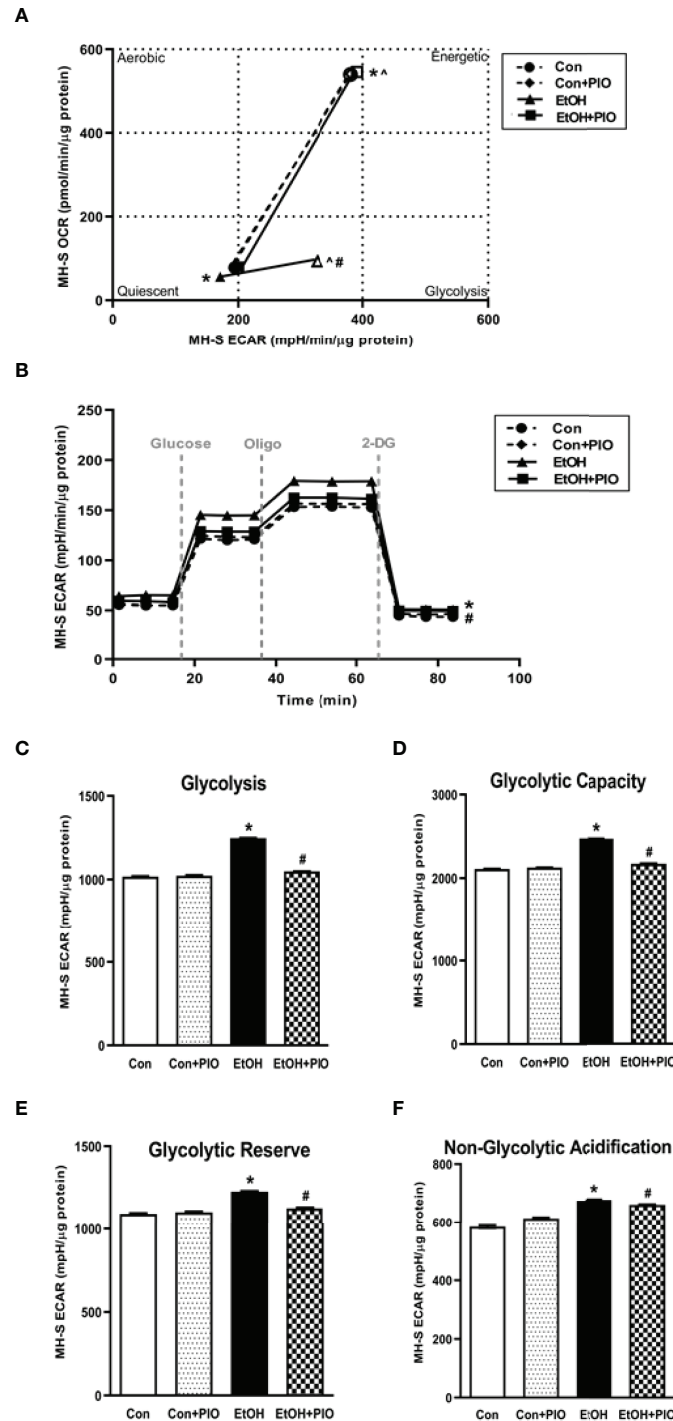 A
MH-S OCR (pmol/min/µg protein)
600
400
200
0
Aerobic
Energetic
Quiescent
Glycolysis
*^
*
^#
0
200
400
600
MH-S ECAR (mpH/min/µg protein)
Con
Con+PIO
EtOH
EtOH+PIO
B
MH-S ECAR (mpH/min/µg protein)
250
200
150
100
50
0
Glucose
Oligo
2-DG
*
#
0
20
40
60
80
100
Time (min)
Con
Con+PIO
EtOH
EtOH+PIO
C
Glycolysis
MH-S ECAR (mpH/µg protein)
1500
1000
500
0
*
#
Con
Con+PIO
EtOH
EtOH+PIO
D
Glycolytic Capacity
MH-S ECAR (mpH/µg protein)
3000
2000
1000
0
*
#
Con
Con+PIO
EtOH
EtOH+PIO
E
Glycolytic Reserve
MH-S ECAR (mpH/µg protein)
1500
1000
500
0
*
#
Con
Con+PIO
EtOH
EtOH+PIO
F
Non-Glycolytic Acidification
MH-S ECAR (mpH/µg protein)
800
600
400
200
0
*
#
Con
Con+PIO
EtOH
EtOH+PIO